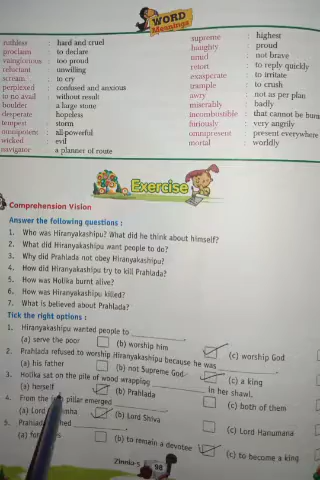 WORD
Meanings
ruthless : hard and cruel
proclaim : to declare
vainglorious : too proud
reluctant : unwilling
scream : to cry
perplexed : confused and anxious
to no avail : without result
boulder : a large stone
desperate : hopeless
tempest : storm
omnipotent : all-powerful
wicked : evil
navigator : a planner of route
supreme : highest
haughty : proud
timid : not brave
retort : to reply quickly
exasperate : to irritate
trample : to crush
awry : not as per plan
miserably : badly
incombustible : that cannot be
furiously : very angrily
omnipresent : present everywhere
mortal : worldly
Exercise
Comprehension Vision
Answer the following questions :
1. Who was Hiranyakashipu? What did he think about himself?
2. What did Hiranyakashipu want people to do?
3. Why did Prahlada not obey Hiranyakashipu?
4. How did Hiranyakashipu try to kill Prahlada?
5. How was Holika burnt alive?
6. How was Hiranyakashipu killed?
7. What is believed about Prahlada?
Tick the right options :
1. Hiranyakashipu wanted people to ____________.
(a) serve the poor (b) worship him (c) worship God
2. Prahlada refused to worship Hiranyakashipu because he was ____________.
(a) his father (b) not Supreme God (c) a king
3. Holika sat on the pile of wood wrapping ____________ in her shawl.
(a) herself (b) Prahlada (c) both of them
4. From the pillar emerged ____________.
(a) Lord (b) Lord Shiva (c) Lord Hanumana
5. ____________.
(a) (b) to remain a devotee (c) to become a king
Zinnia-5 98